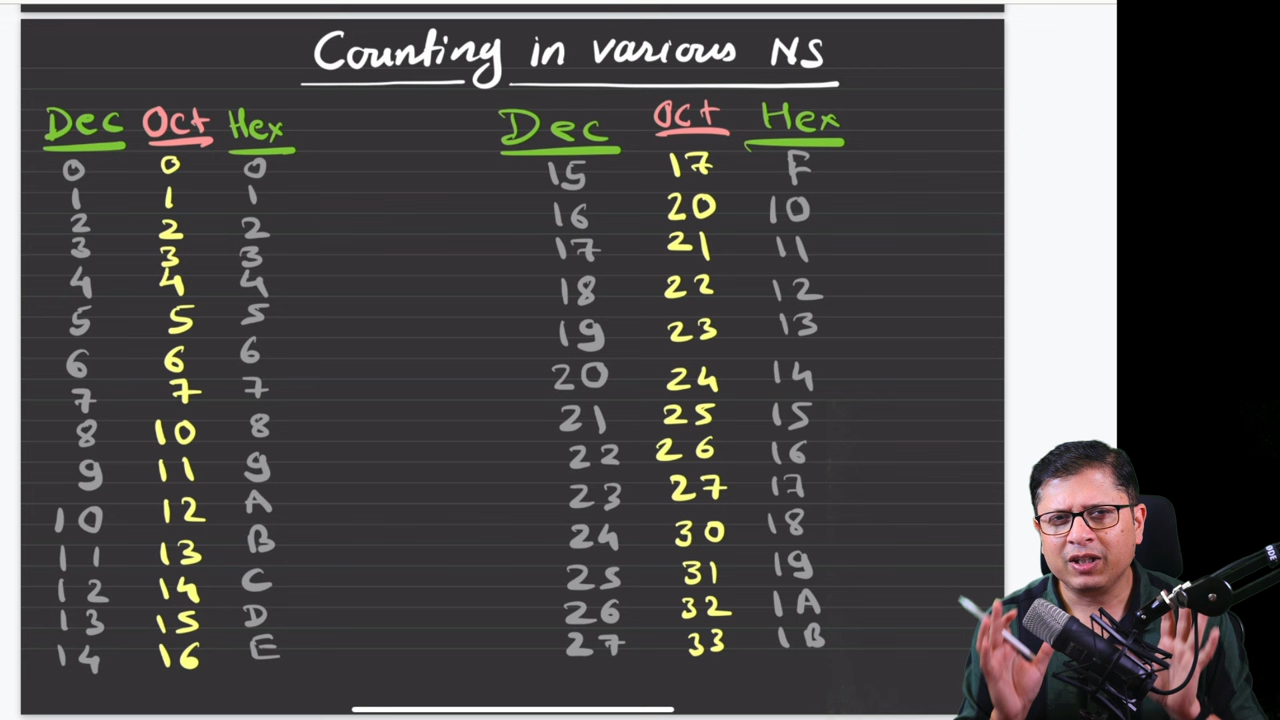 Counting in various NS
Dec Oct Hex
0 0 0
1 1 1
2 2 2
3 3 3
4 4 4
5 5 5
6 6 6
7 7 7
8 10 8
9 11 9
10 12 A
11 13 B
12 14 C
13 15 D
14 16 E
Dec Oct Hex
15 17 F
16 20 10
17 21 11
18 22 12
19 23 13
20 24 14
21 25 15
22 26 16
23 27 17
24 30 18
25 31 19
26 32 1A
27 33 1B